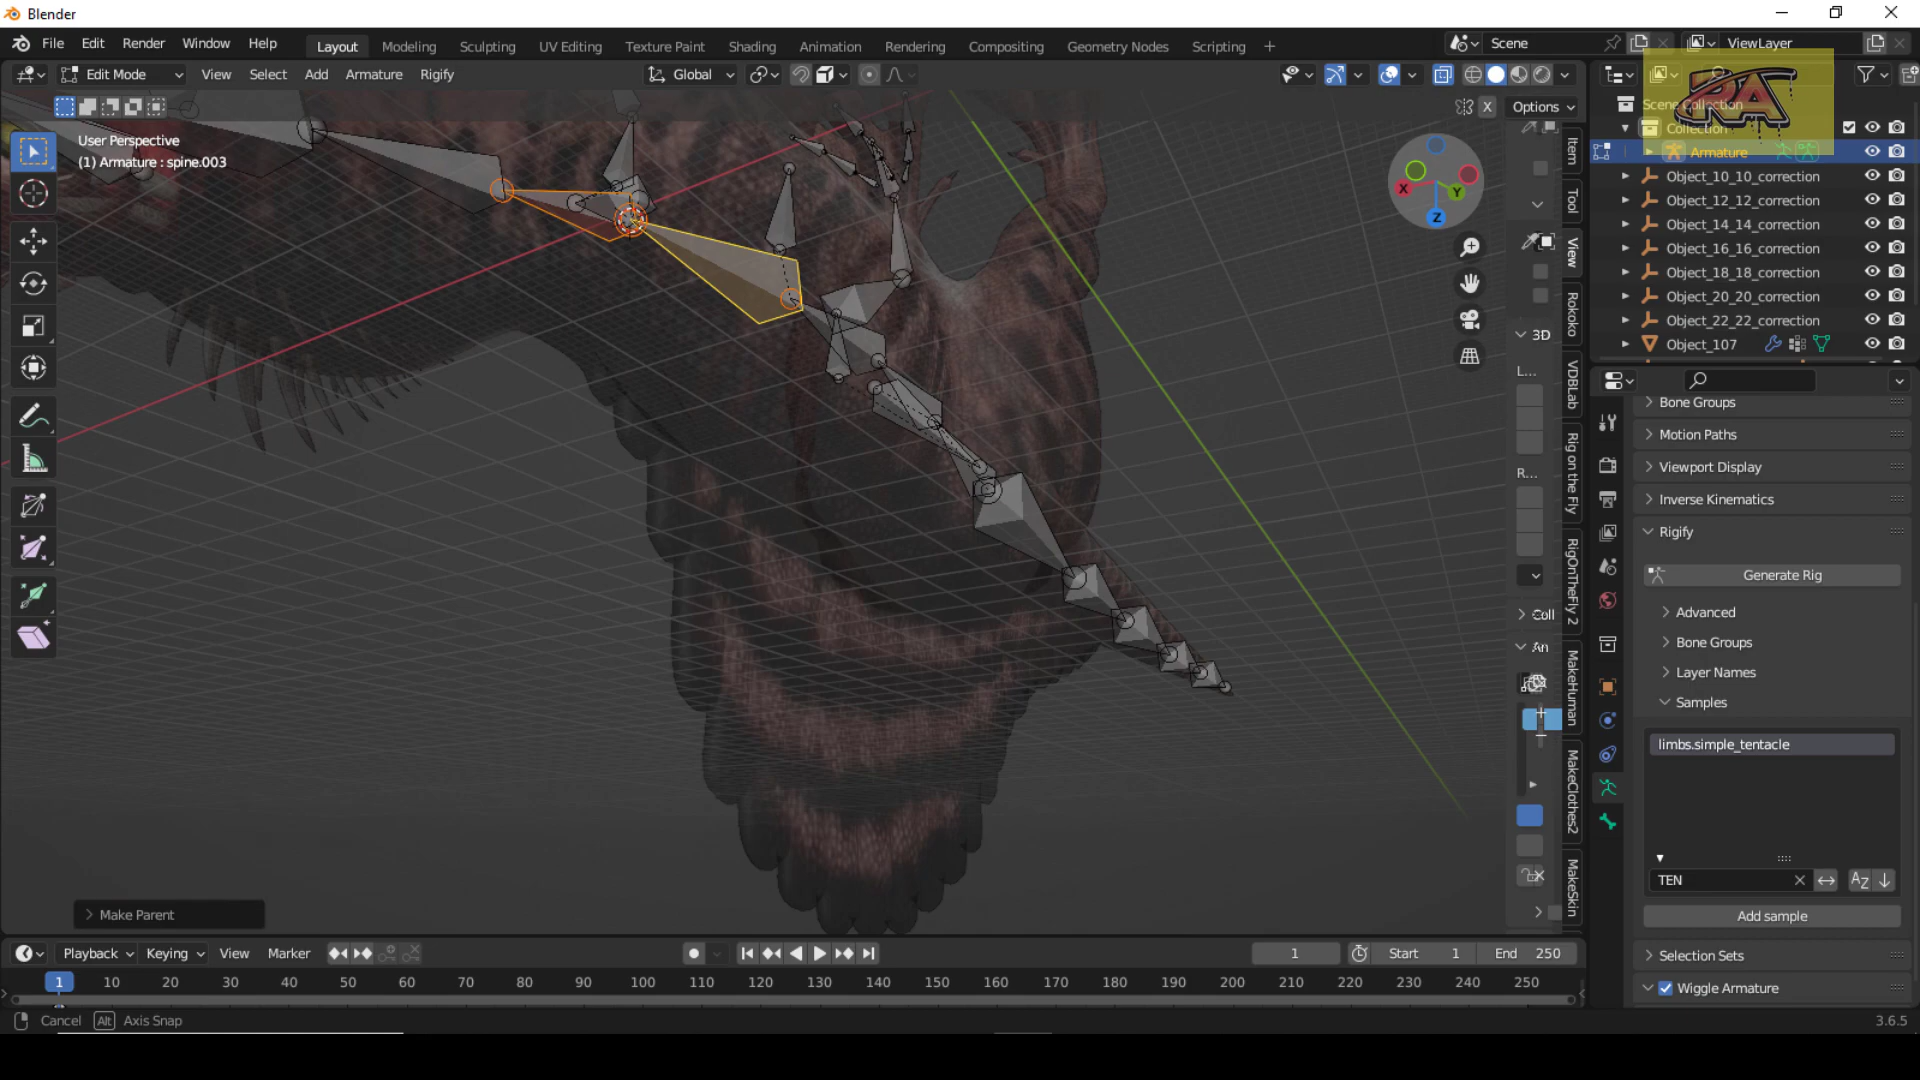 Blender
File Edit Render Window Help Layout Modeling Sculpting UV Editing Texture Paint Shading Animation Rendering Compositing Geometry Nodes Scripting + Scene ViewLayer
Edit Mode View Select Add Armature Rigify Global
X Options
User Perspective
(1) Armature : spine.003
RA
Scene Collection
Collection
Armature
Object_10_10_correction
Object_12_12_correction
Object_14_14_correction
Object_16_16_correction
Object_18_18_correction
Object_20_20_correction
Object_22_22_correction
Object_107
X Y Z
Item
Tool
View
Rokoko
VDBLab
Rig on the Fly
RigOnTheFly 2
MakeHuman
MakeClothes2
MakeSkin
3D
L...
R...
Coll
An
Bone Groups
Motion Paths
Viewport Display
Inverse Kinematics
Rigify
Generate Rig
Advanced
Bone Groups
Layer Names
Samples
limbs.simple_tentacle
TEN
Add sample
Selection Sets
Wiggle Armature
Make Parent
Playback Keying View Marker 1 Start 1 End 250
1 10 20 30 40 50 60 70 80 90 100 110 120 130 140 150 160 170 180 190 200 210 220 230 240 250
Cancel Alt Axis Snap 3.6.5